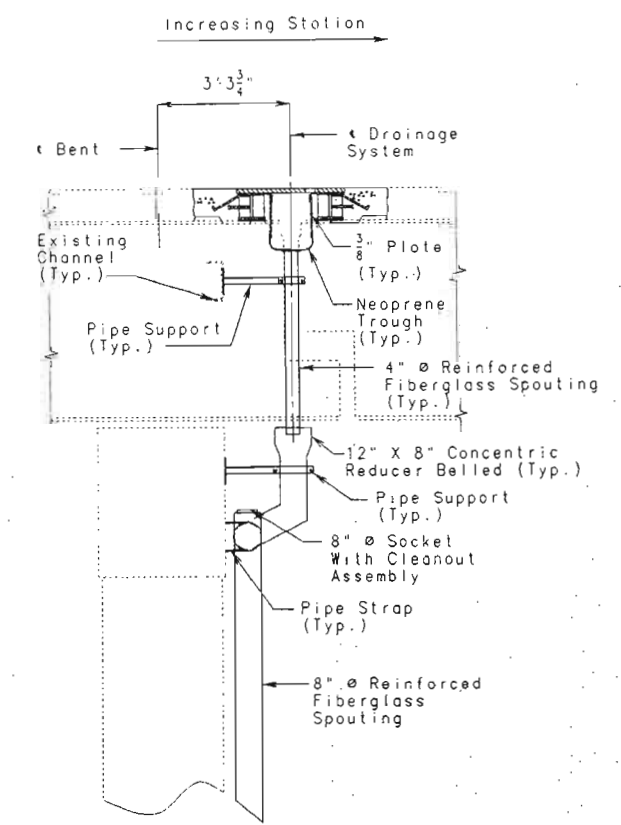 Increasing Station
3'-3 3/4"
℄ Bent
℄ Drainage
System
Existing
Channel
(Typ.)
3/8" Plate
(Typ.)
Pipe Support
(Typ.)
Neoprene
Trough
(Typ.)
4" ø Reinforced
Fiberglass Spouting
(Typ.)
12" X 8" Concentric
Reducer Belled (Typ.)
Pipe Support
(Typ.)
8" ø Socket
With Cleanout
Assembly
Pipe Strap
(Typ.)
8" ø Reinforced
Fiberglass
Spouting